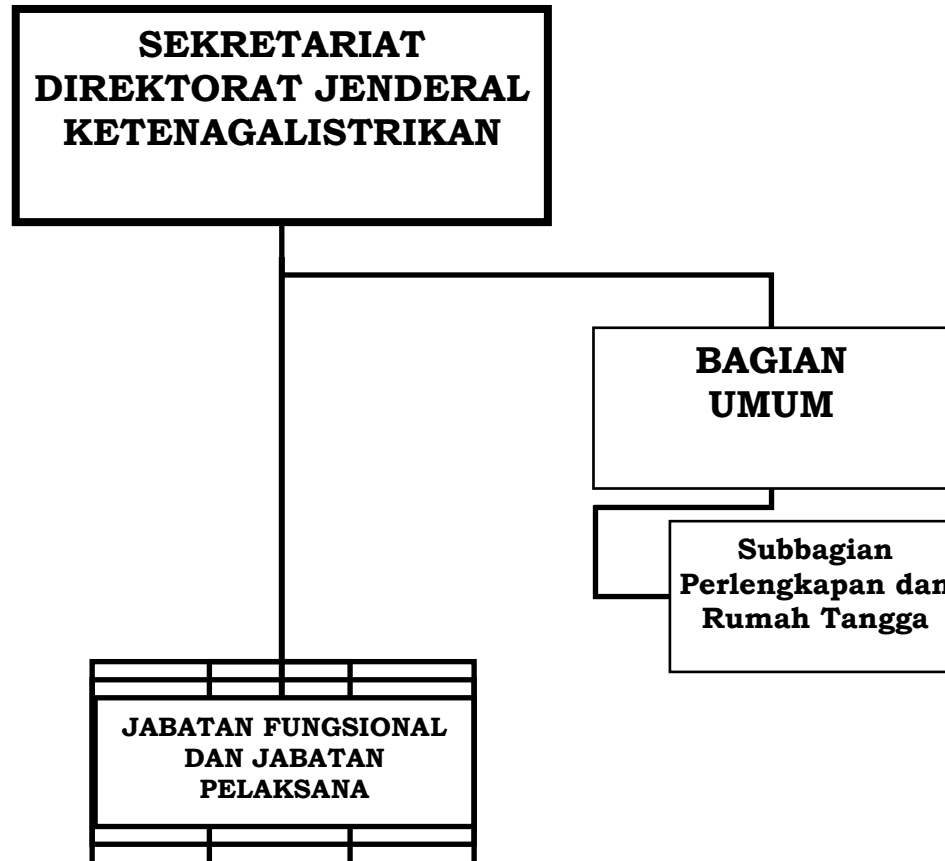 SEKRETARIAT
DIREKTORAT JENDERAL
KETENAGALISTRIKAN
BAGIAN
UMUM
Subbagian
Perlengkapan dan
Rumah Tangga
JABATAN FUNGSIONAL
DAN JABATAN
PELAKSANA